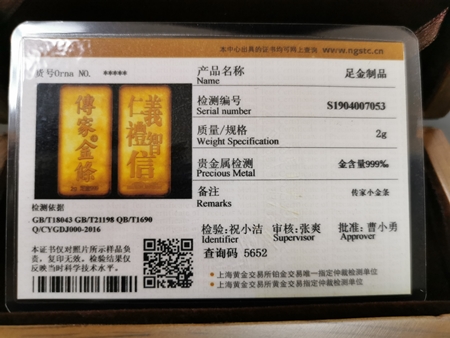 本中心出具的证书均可网上查询 www.ngstc.cn
货号Orna NO. *****
傳家金條
仁義禮智信
检测依据
GB/T18043 GB/T21198 QB/T1690
Q/CYGDJ000-2016
本证书仅对照片所示样品负
责,复印无效。检验结果仅
反映当时科学技术水平。
产品名称 足金制品
Name
检测编号 S1904007053
Serial number
质量/规格 2g
Weight Specification
贵金属检测 金含量999‰
Precious Metal
备注 传家小金条
Remarks
检验:祝小洁 审核:张爽 批准:曹小勇
Identifier Supervisor Approver
查询码 5652
上海黄金交易所铂金交易唯一指定仲裁检测单位
上海黄金交易所黄金交易指定仲裁检测单位